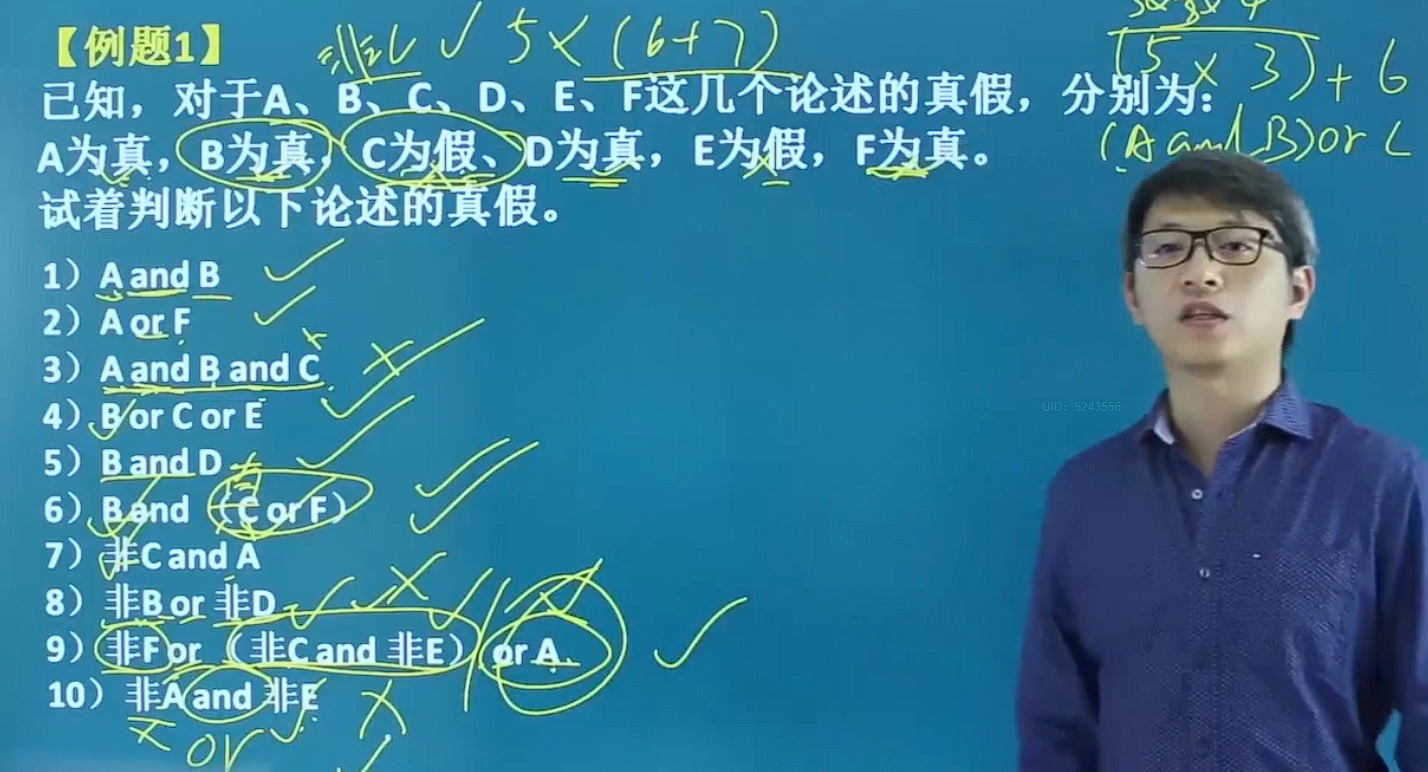 【例题1】 非非L 5×(6+7)
(5×3)+6
已知，对于A、B、C、D、E、F这几个论述的真假，分别为：
(A and B)or C
A为真，B为真，C为假、D为真，E为假，F为真。
试着判断以下论述的真假。
1）A and B
2）A or F
3）A and B and C
4）B or C or E
5）B and D
6）B and （C or F）
7）非C and A
8）非B or 非D
9）非F or （非C and 非E） or A
10）非A and 非E
or
UID: 5243556